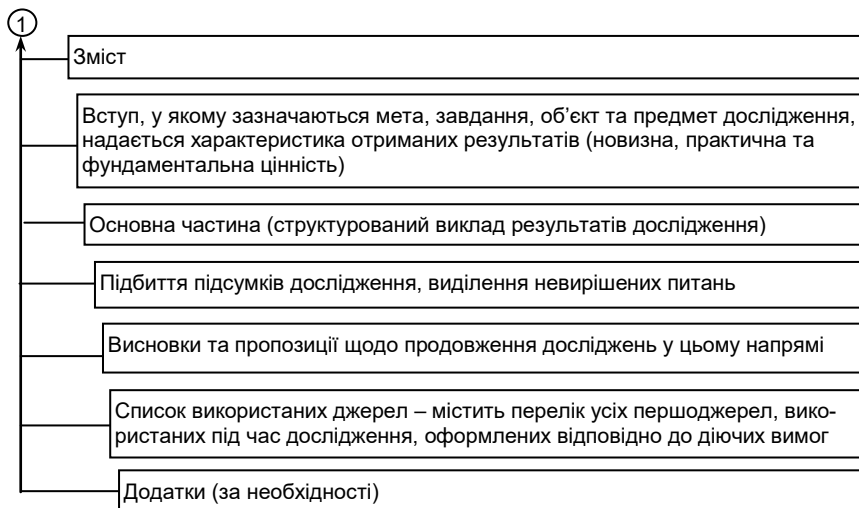 1
Зміст
Вступ, у якому зазначаються мета, завдання, об’єкт та предмет дослідження,
надається характеристика отриманих результатів (новизна, практична та
фундаментальна цінність)
Основна частина (структурований виклад результатів дослідження)
Підбиття підсумків дослідження, виділення невирішених питань
Висновки та пропозиції щодо продовження досліджень у цьому напрямі
Список використаних джерел – містить перелік усіх першоджерел, вико-
ристаних під час дослідження, оформлених відповідно до діючих вимог
Додатки (за необхідності)